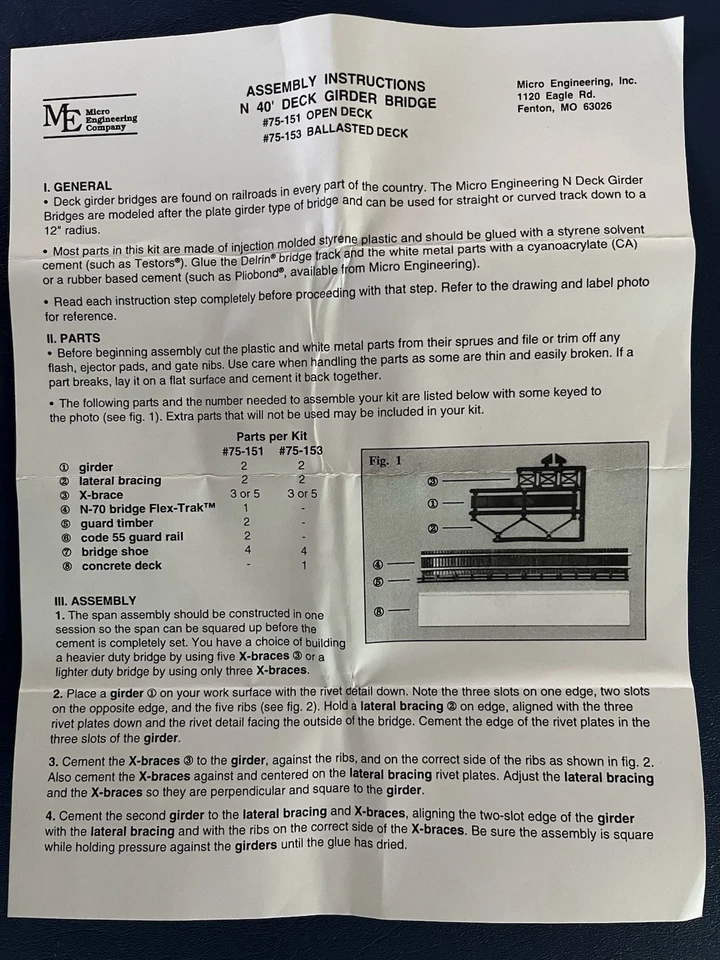 ME Micro
Engineering
Company
ASSEMBLY INSTRUCTIONS
N 40' DECK GIRDER BRIDGE
#75-151 OPEN DECK
#75-153 BALLASTED DECK
Micro Engineering, Inc.
1120 Eagle Rd.
Fenton, MO 63026
I. GENERAL
• Deck girder bridges are found on railroads in every part of the country. The Micro Engineering N Deck Girder
Bridges are modeled after the plate girder type of bridge and can be used for straight or curved track down to a
12" radius.
• Most parts in this kit are made of injection molded styrene plastic and should be glued with a styrene solvent
cement (such as Testors®). Glue the Delrin® bridge track and the white metal parts with a cyanoacrylate (CA)
or a rubber based cement (such as Pliobond®, available from Micro Engineering).
• Read each instruction step completely before proceeding with that step. Refer to the drawing and label photo
for reference.
II. PARTS
• Before beginning assembly cut the plastic and white metal parts from their sprues and file or trim off any
flash, ejector pads, and gate nibs. Use care when handling the parts as some are thin and easily broken. If a
part breaks, lay it on a flat surface and cement it back together.
• The following parts and the number needed to assemble your kit are listed below with some keyed to
the photo (see fig. 1). Extra parts that will not be used may be included in your kit.
Parts per Kit
#75-151 #75-153
① girder 2 2
② lateral bracing 2 2
③ X-brace 3 or 5 3 or 5
④ N-70 bridge Flex-Trak™ 1 -
⑤ guard timber 2 -
⑥ code 55 guard rail 2 -
⑦ bridge shoe 4 4
⑧ concrete deck - 1
Fig. 1
③
①
②
④
⑤
⑧
III. ASSEMBLY
1. The span assembly should be constructed in one
session so the span can be squared up before the
cement is completely set. You have a choice of building
a heavier duty bridge by using five X-braces ③ or a
lighter duty bridge by using only three X-braces.
2. Place a girder ① on your work surface with the rivet detail down. Note the three slots on one edge, two slots
on the opposite edge, and the five ribs (see fig. 2). Hold a lateral bracing ② on edge, aligned with the three
rivet plates down and the rivet detail facing the outside of the bridge. Cement the edge of the rivet plates in the
three slots of the girder.
3. Cement the X-braces ③ to the girder, against the ribs, and on the correct side of the ribs as shown in fig. 2.
Also cement the X-braces against and centered on the lateral bracing rivet plates. Adjust the lateral bracing
and the X-braces so they are perpendicular and square to the girder.
4. Cement the second girder to the lateral bracing and X-braces, aligning the two-slot edge of the girder
with the lateral bracing and with the ribs on the correct side of the X-braces. Be sure the assembly is square
while holding pressure against the girders until the glue has dried.